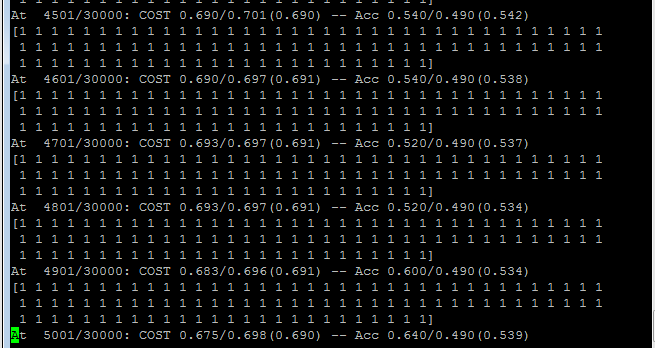 At 4501/30000: COST 0.690/0.701(0.690) -- Acc 0.540/0.490(0.542)
[1 1 1 1 1 1 1 1 1 1 1 1 1 1 1 1 1 1 1 1 1 1 1 1 1 1 1 1 1 1 1 1 1 1 1 1 1
1 1 1 1 1 1 1 1 1 1 1 1 1 1 1 1 1 1 1 1 1 1 1 1 1 1 1 1 1 1 1 1 1 1 1 1 1
1 1 1 1 1 1 1 1 1 1 1 1 1 1 1 1 1 1 1 1 1 1 1 1 1 1]
At 4601/30000: COST 0.690/0.697(0.691) -- Acc 0.540/0.490(0.538)
[1 1 1 1 1 1 1 1 1 1 1 1 1 1 1 1 1 1 1 1 1 1 1 1 1 1 1 1 1 1 1 1 1 1 1 1 1
1 1 1 1 1 1 1 1 1 1 1 1 1 1 1 1 1 1 1 1 1 1 1 1 1 1 1 1 1 1 1 1 1 1 1 1 1
1 1 1 1 1 1 1 1 1 1 1 1 1 1 1 1 1 1 1 1 1 1 1 1 1 1]
At 4701/30000: COST 0.693/0.697(0.691) -- Acc 0.520/0.490(0.537)
[1 1 1 1 1 1 1 1 1 1 1 1 1 1 1 1 1 1 1 1 1 1 1 1 1 1 1 1 1 1 1 1 1 1 1 1 1
1 1 1 1 1 1 1 1 1 1 1 1 1 1 1 1 1 1 1 1 1 1 1 1 1 1 1 1 1 1 1 1 1 1 1 1 1
1 1 1 1 1 1 1 1 1 1 1 1 1 1 1 1 1 1 1 1 1 1 1 1 1 1]
At 4801/30000: COST 0.693/0.697(0.691) -- Acc 0.520/0.490(0.534)
[1 1 1 1 1 1 1 1 1 1 1 1 1 1 1 1 1 1 1 1 1 1 1 1 1 1 1 1 1 1 1 1 1 1 1 1 1
1 1 1 1 1 1 1 1 1 1 1 1 1 1 1 1 1 1 1 1 1 1 1 1 1 1 1 1 1 1 1 1 1 1 1 1 1
1 1 1 1 1 1 1 1 1 1 1 1 1 1 1 1 1 1 1 1 1 1 1 1 1 1]
At 4901/30000: COST 0.683/0.696(0.691) -- Acc 0.600/0.490(0.534)
[1 1 1 1 1 1 1 1 1 1 1 1 1 1 1 1 1 1 1 1 1 1 1 1 1 1 1 1 1 1 1 1 1 1 1 1 1
1 1 1 1 1 1 1 1 1 1 1 1 1 1 1 1 1 1 1 1 1 1 1 1 1 1 1 1 1 1 1 1 1 1 1 1 1
1 1 1 1 1 1 1 1 1 1 1 1 1 1 1 1 1 1 1 1 1 1 1 1 1 1]
At 5001/30000: COST 0.675/0.698(0.690) -- Acc 0.640/0.490(0.539)